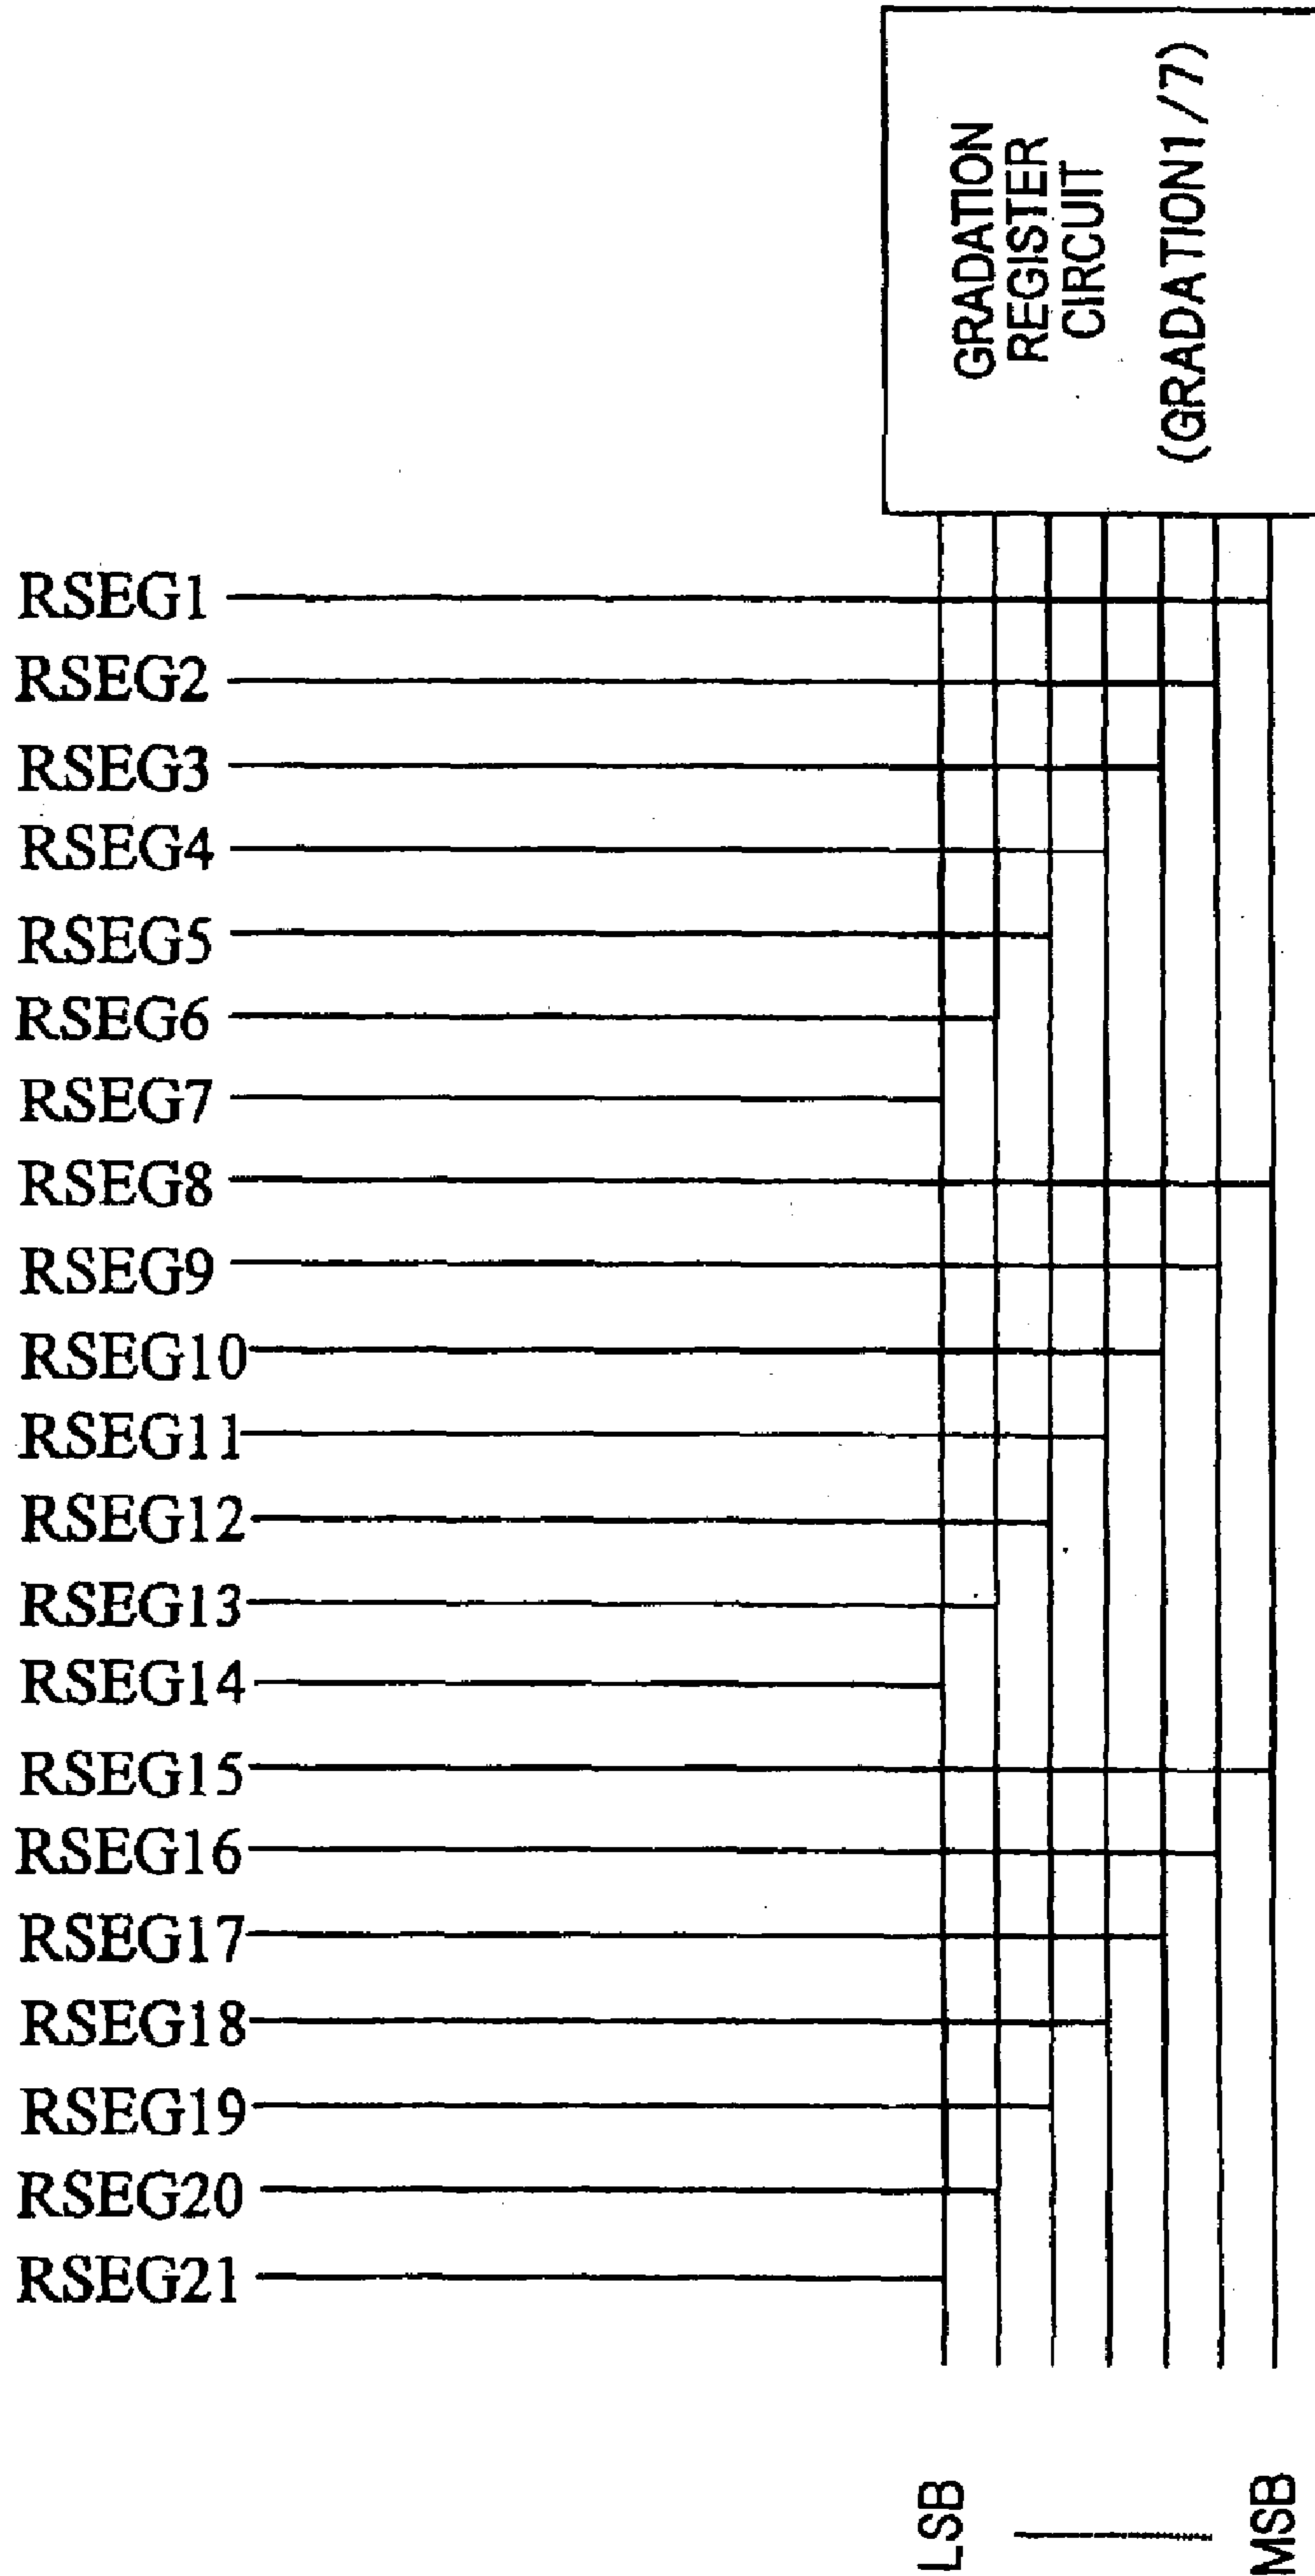 GRADATION
REGISTER
CIRCUIT
(GRADATION1/7)
RSEG1
RSEG2
RSEG3
RSEG4
RSEG5
RSEG6
RSEG7
RSEG8
RSEG9
RSEG10
RSEG11
RSEG12
RSEG13
RSEG14
RSEG15
RSEG16
RSEG17
RSEG18
RSEG19
RSEG20
RSEG21
LSB
MSB